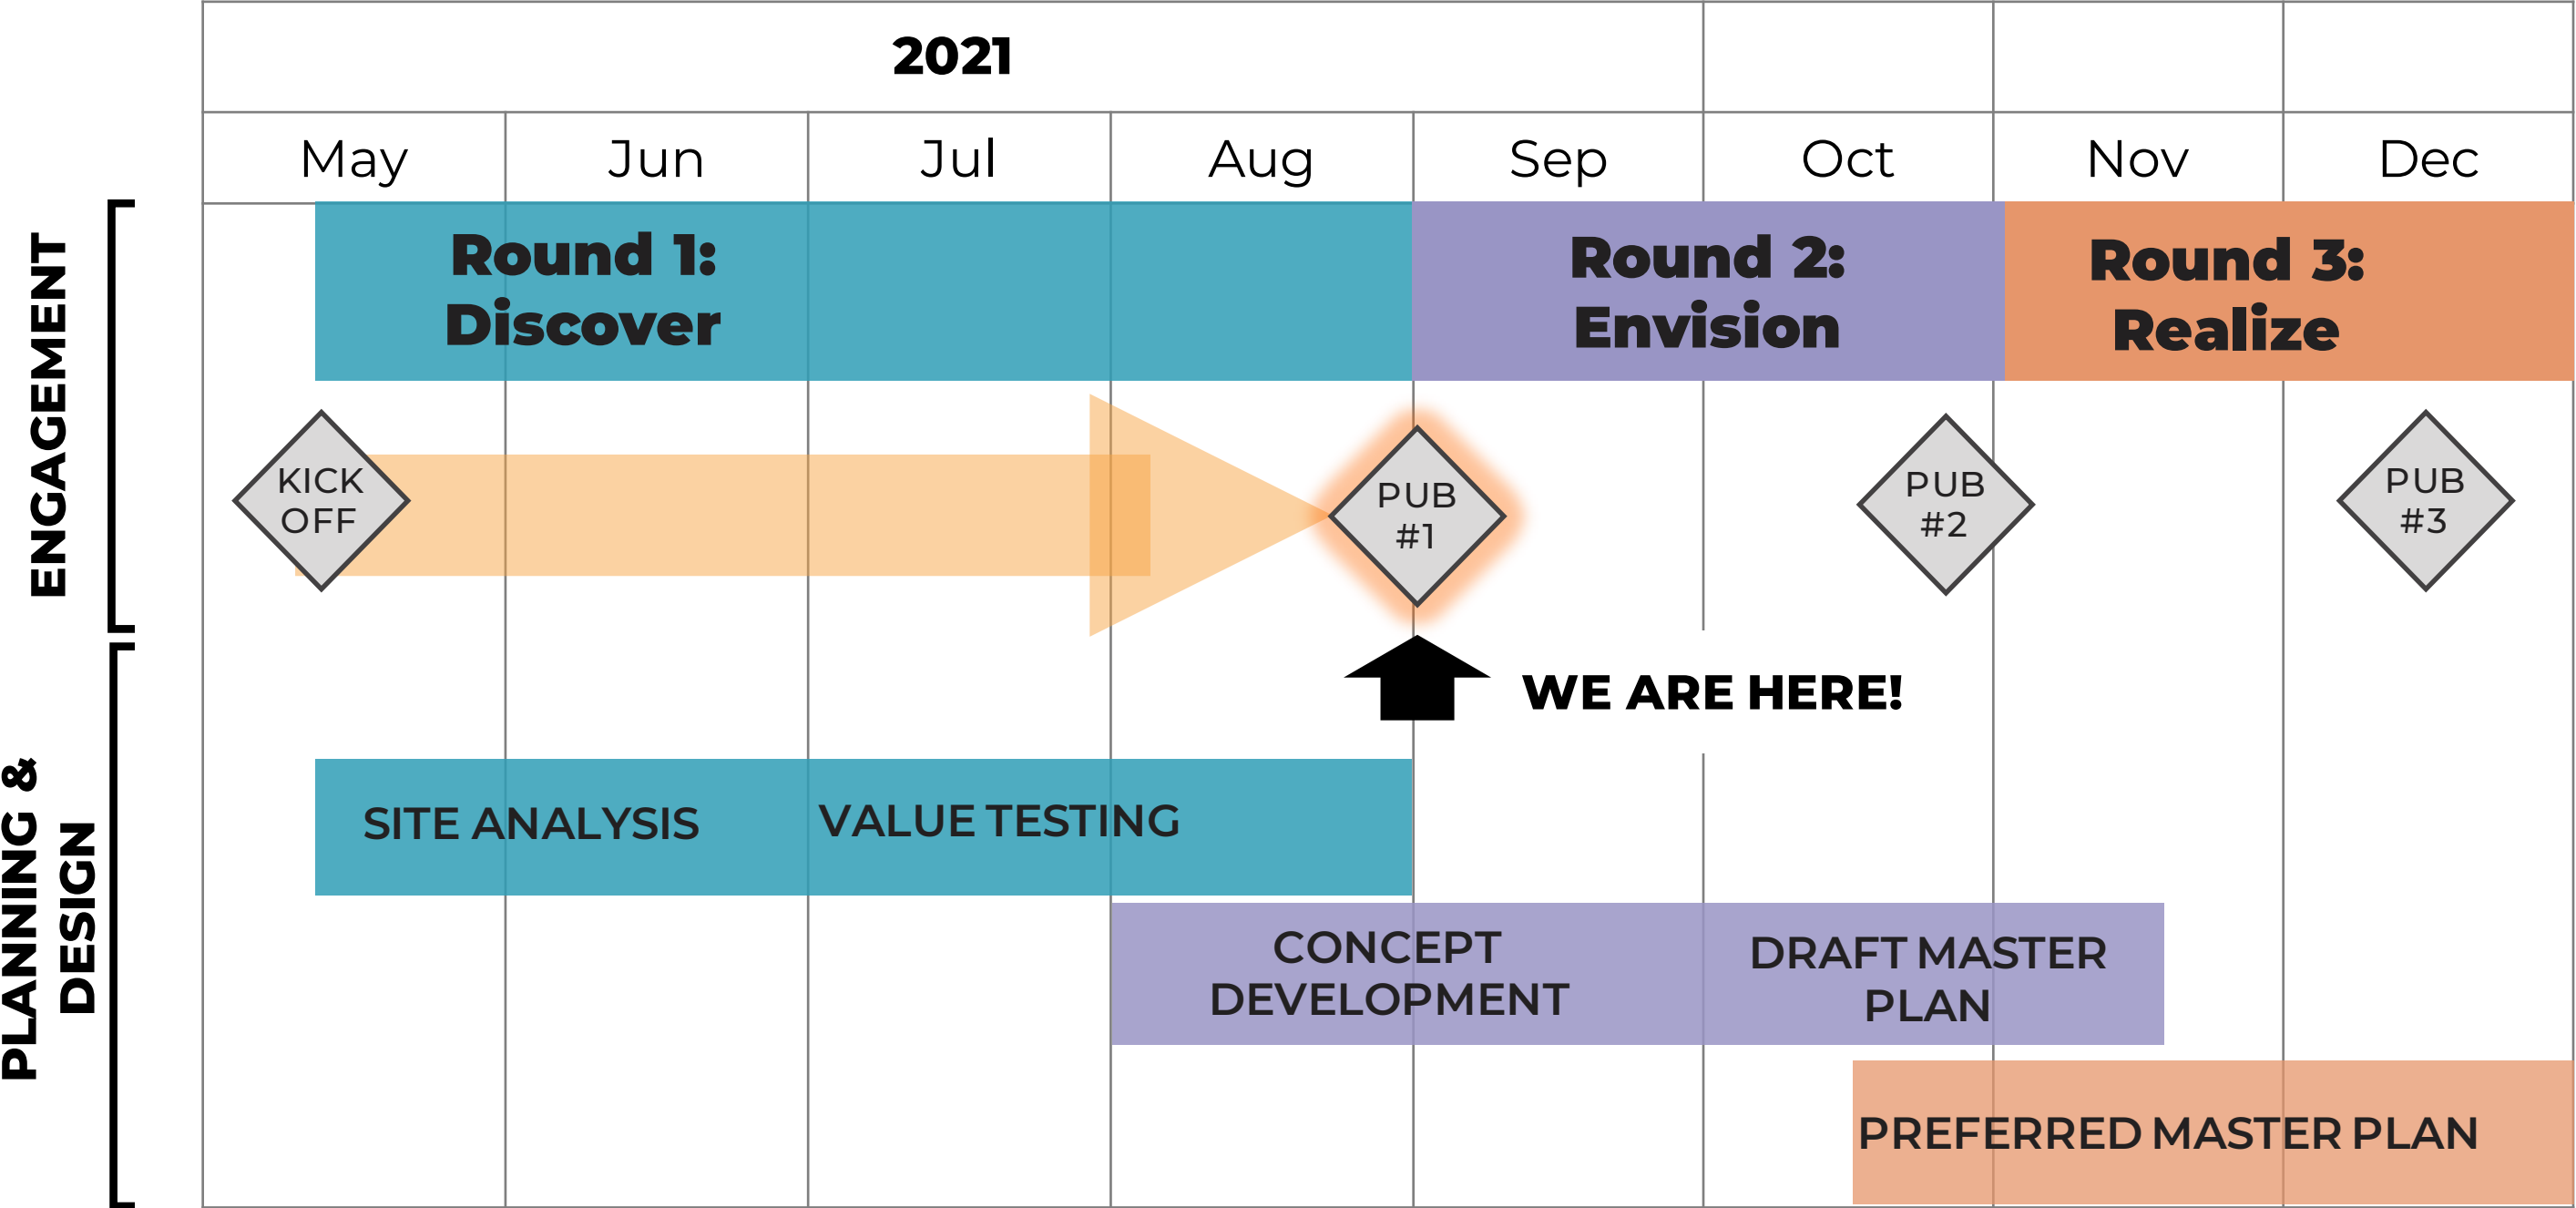 2021
May
Jun
Jul
Aug
Sep
Oct
Nov
Dec
ENGAGEMENT
Round 1:
Discover
Round 2:
Envision
Round 3:
Realize
KICK
OFF
PUB
#1
PUB
#2
PUB
#3
WE ARE HERE!
PLANNING &
DESIGN
SITE ANALYSIS
VALUE TESTING
CONCEPT
DEVELOPMENT
DRAFT MASTER
PLAN
PREFERRED MASTER PLAN